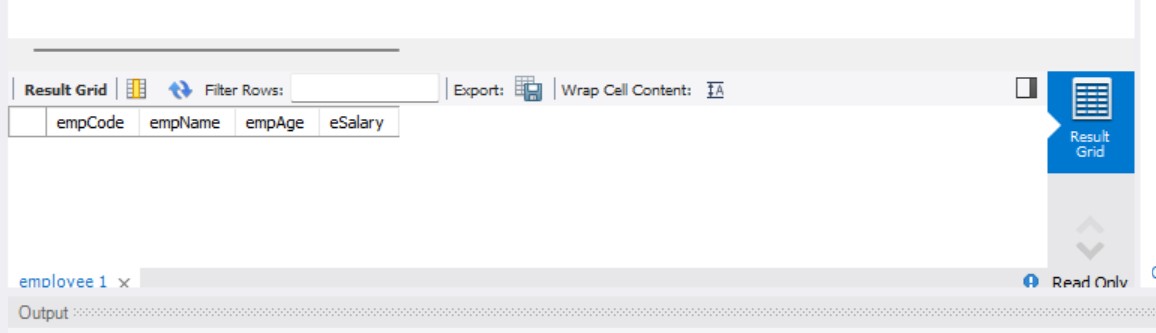 Result Grid Filter Rows: Export: Wrap Cell Content:
empCode empName empAge eSalary
Result
Grid
employee 1
Read Only
Output